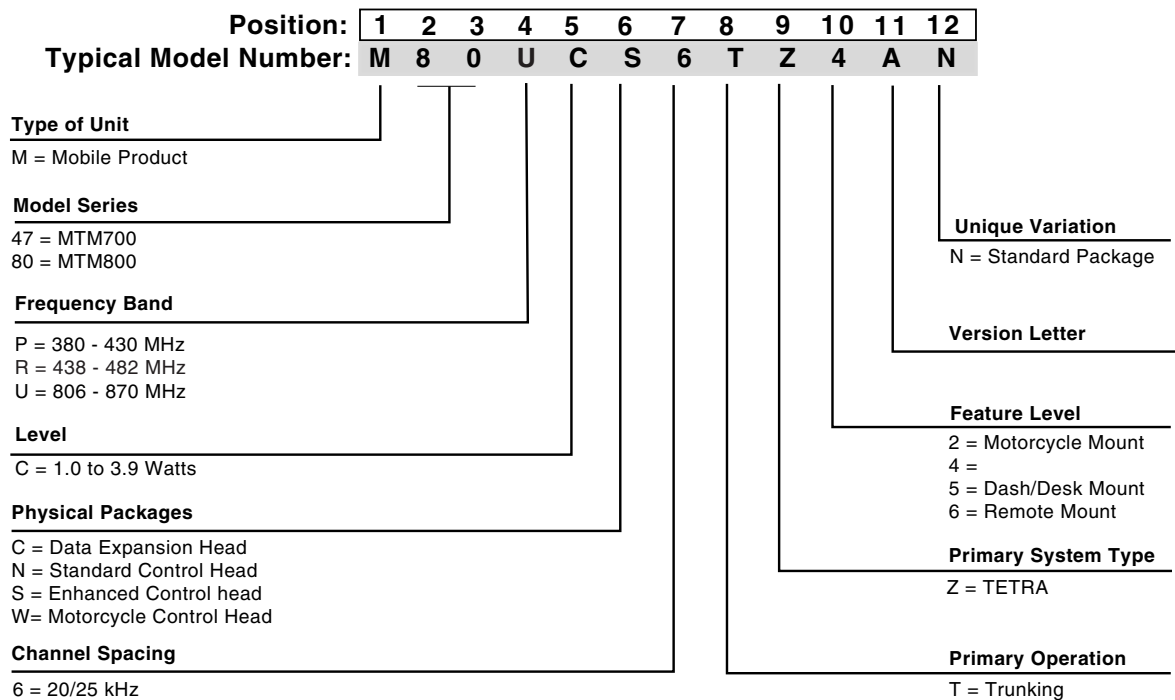 Position: 1 2 3 4 5 6 7 8 9 10 11 12
Typical Model Number: M 8 0 U C S 6 T Z 4 A N
Type of Unit
M = Mobile Product
Model Series
47 = MTM700
80 = MTM800
Frequency Band
P = 380 - 430 MHz
R = 438 - 482 MHz
U = 806 - 870 MHz
Level
C = 1.0 to 3.9 Watts
Physical Packages
C = Data Expansion Head
N = Standard Control Head
S = Enhanced Control head
W= Motorcycle Control Head
Channel Spacing
6 = 20/25 kHz
Unique Variation
N = Standard Package
Version Letter
Feature Level
2 = Motorcycle Mount
4 =
5 = Dash/Desk Mount
6 = Remote Mount
Primary System Type
Z = TETRA
Primary Operation
T = Trunking